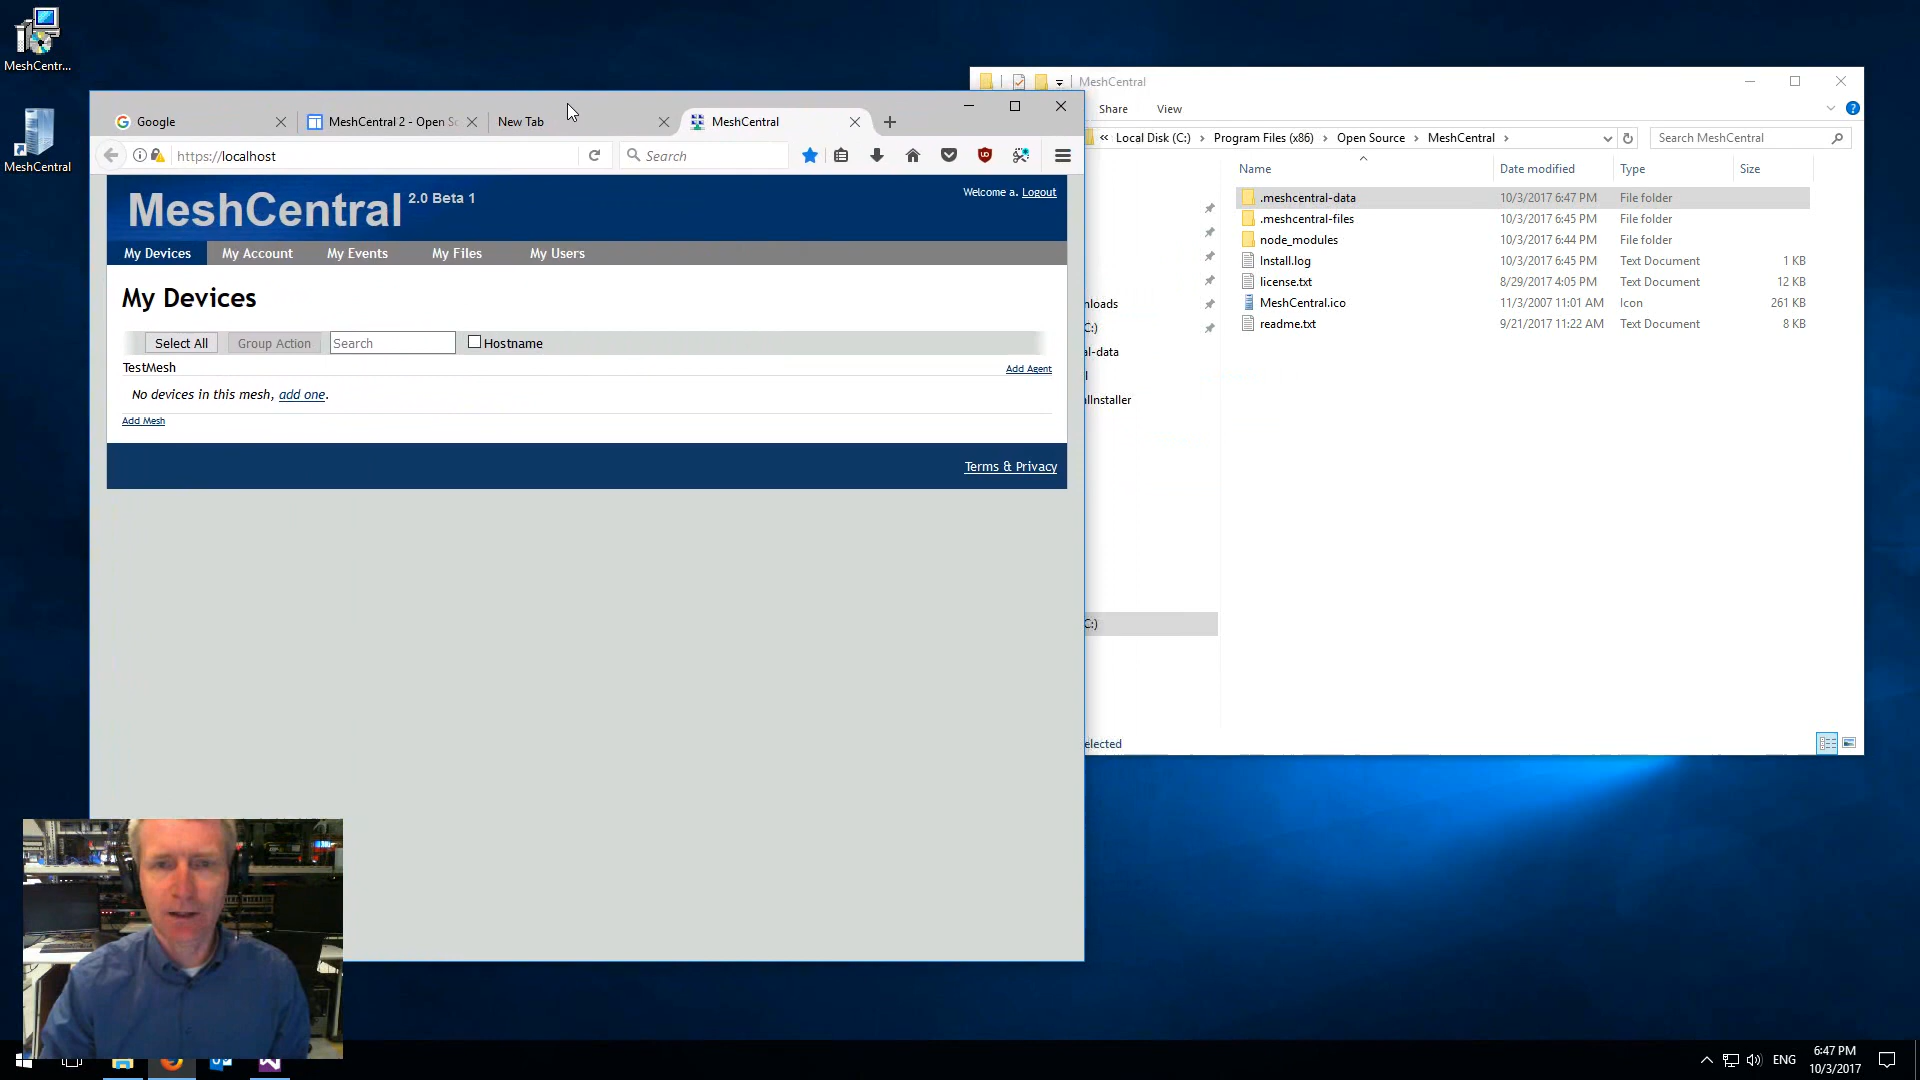 MeshCentr...
MeshCentral
Google
MeshCentral 2 - Open Sc
New Tab
MeshCentral
https://localhost
Search
MeshCentral 2.0 Beta 1
Welcome a. Logout
My Devices
My Account
My Events
My Files
My Users
My Devices
Select All
Group Action
Search
Hostname
TestMesh
Add Agent
No devices in this mesh, add one.
Add Mesh
Terms & Privacy
MeshCentral
Share
View
« Local Disk (C:) > Program Files (x86) > Open Source > MeshCentral >
Search MeshCentral
Name
Date modified
Type
Size
.meshcentral-data 10/3/2017 6:47 PM File folder
.meshcentral-files 10/3/2017 6:45 PM File folder
node_modules 10/3/2017 6:44 PM File folder
Install.log 10/3/2017 6:45 PM Text Document 1 KB
license.txt 8/29/2017 4:05 PM Text Document 12 KB
MeshCentral.ico 11/3/2007 11:01 AM Icon 261 KB
readme.txt 9/21/2017 11:22 AM Text Document 8 KB
nloads
C:)
al-data
l
allInstaller
C:)
elected
ENG
6:47 PM
10/3/2017